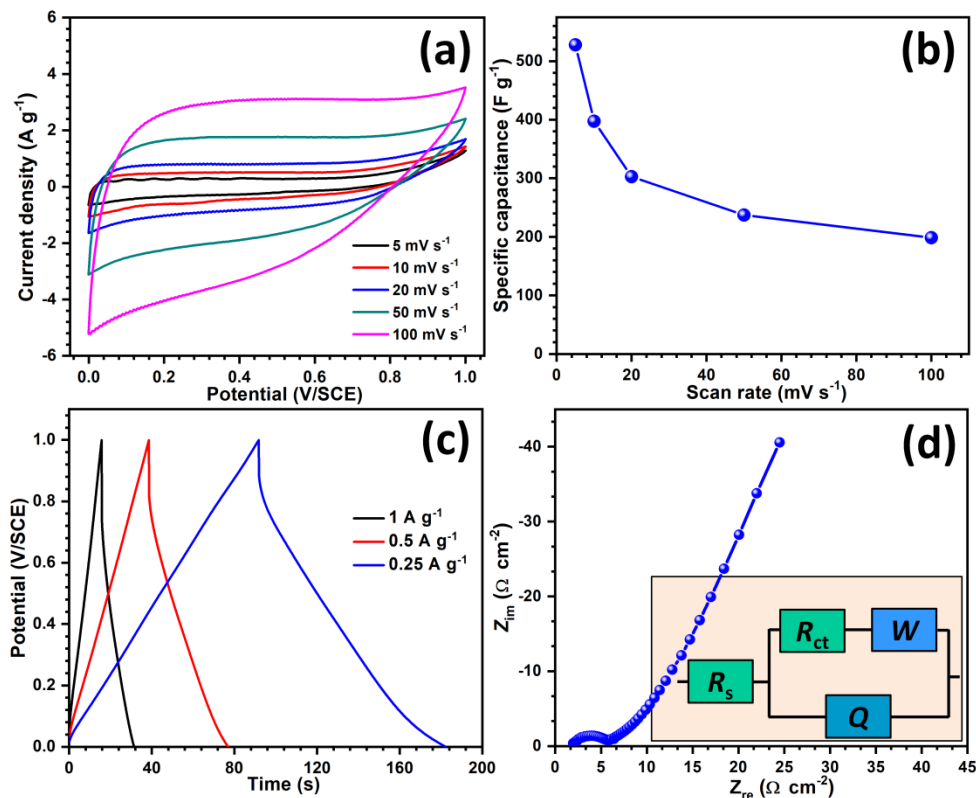 (a)
6
4
2
0
-2
-4
-6
Current density (A g⁻¹)
5 mV s⁻¹
10 mV s⁻¹
20 mV s⁻¹
50 mV s⁻¹
100 mV s⁻¹
0.0 0.2 0.4 0.6 0.8 1.0
Potential (V/SCE)
(b)
500
400
300
200
100
0
Specific capacitance (F g⁻¹)
0 20 40 60 80 100
Scan rate (mV s⁻¹)
(c)
1.0
0.8
0.6
0.4
0.2
0.0
Potential (V/SCE)
1 A g⁻¹
0.5 A g⁻¹
0.25 A g⁻¹
0 40 80 120 160 200
Time (s)
(d)
-40
-30
-20
-10
0
Z_im (Ω cm⁻²)
R_ct W
R_s
Q
0 5 10 15 20 25 30 35 40 45
Z_re (Ω cm⁻²)